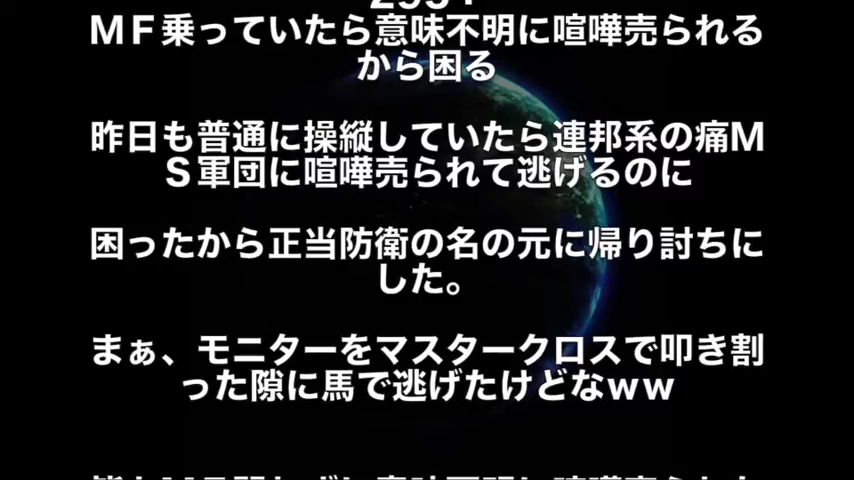 ＭＦ乗っていたら意味不明に喧嘩売られる
から困る
昨日も普通に操縦していたら連邦系の痛Ｍ
Ｓ軍団に喧嘩売られて逃げるのに
困ったから正当防衛の名の元に帰り討ちに
した。
まぁ、モニターをマスタークロスで叩き割
った隙に馬で逃げたけどなｗｗ